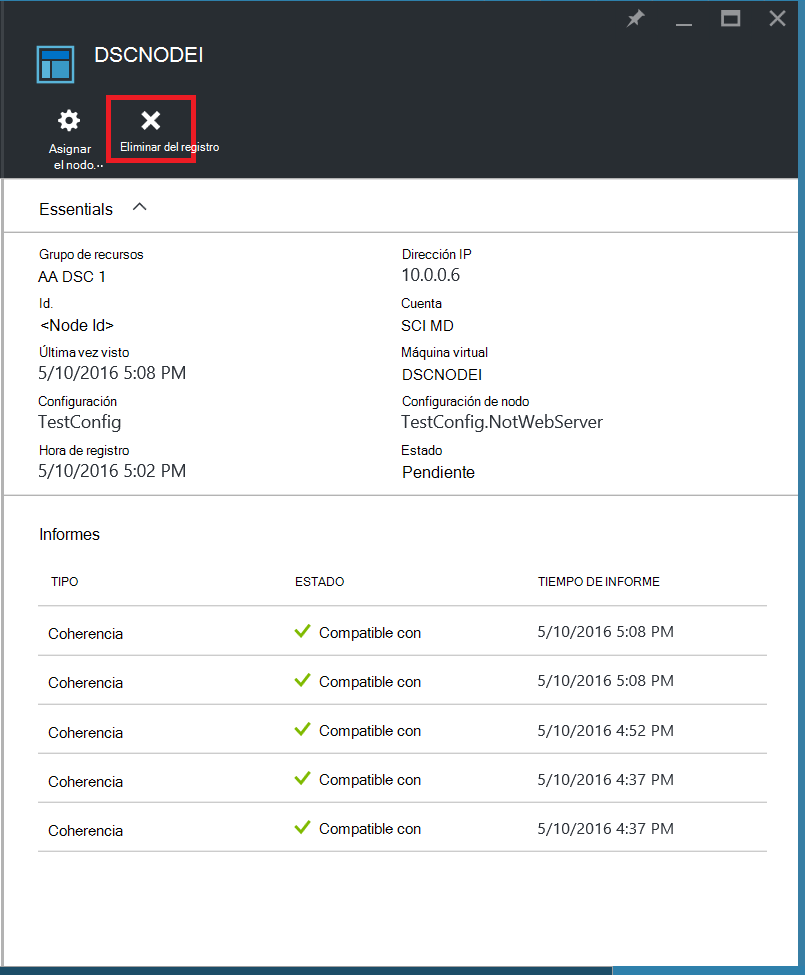 DSCNODEI
Asignar
el nodo...
Eliminar del registro
Essentials
Grupo de recursos
AA DSC 1
Dirección IP
10.0.0.6
Id.
<Node Id>
Cuenta
SCI MD
Última vez visto
5/10/2016 5:08 PM
Máquina virtual
DSCNODEI
Configuración
TestConfig
Configuración de nodo
TestConfig.NotWebServer
Hora de registro
5/10/2016 5:02 PM
Estado
Pendiente
Informes
TIPO ESTADO TIEMPO DE INFORME
Coherencia Compatible con 5/10/2016 5:08 PM
Coherencia Compatible con 5/10/2016 5:08 PM
Coherencia Compatible con 5/10/2016 4:52 PM
Coherencia Compatible con 5/10/2016 4:37 PM
Coherencia Compatible con 5/10/2016 4:37 PM